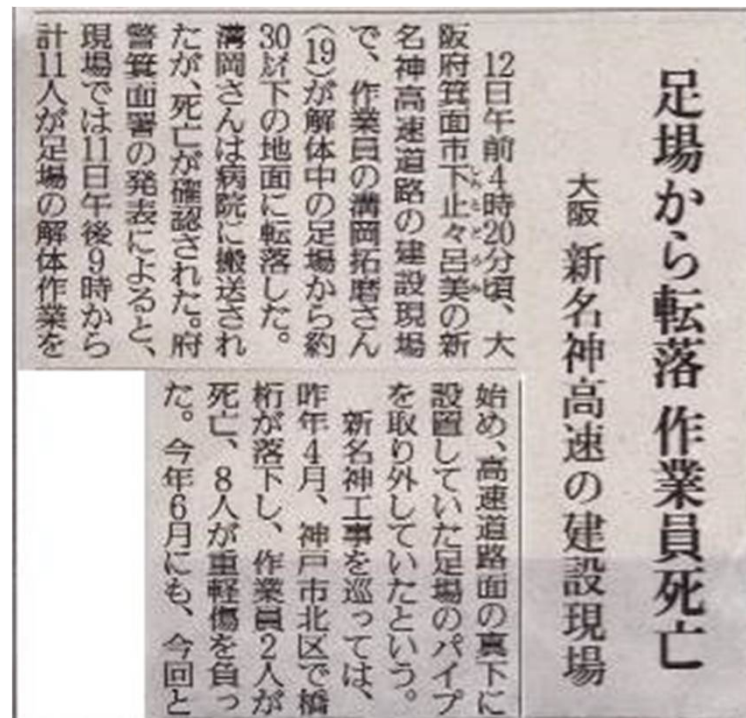 足場から転落 作業員死亡
大阪 新名神高速の建設現場
12日午前4時20分頃、大
阪府箕面市下止々呂美の新
名神高速道路の建設現場
で、作業員の溝岡拓磨さん
(19)が解体中の足場から約
30㍍下の地面に転落した。
溝岡さんは病院に搬送され
たが、死亡が確認された。府
警箕面署の発表によると、
現場では11日午後9時から
計11人が足場の解体作業を
始め、高速道路面の真下に
設置していた足場のパイプ
を取り外していたという。
新名神工事を巡っては、
昨年4月、神戸市北区で橋
桁が落下し、作業員2人が
死亡、8人が重軽傷を負っ
た。今年6月にも、今回と